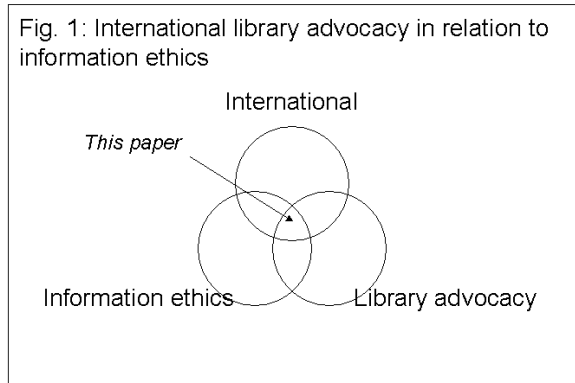 Fig. 1: International library advocacy in relation to
information ethics
International
This paper
Information ethics
Library advocacy